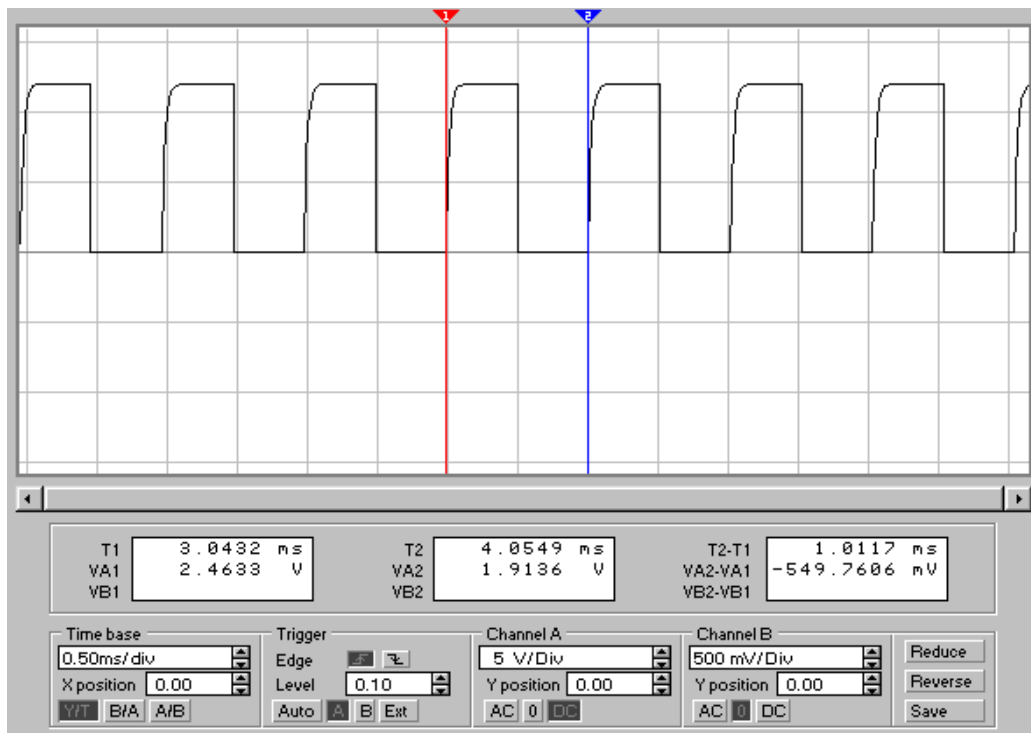 1 2
T1 3.0432 ms T2 4.0549 ms T2-T1 1.0117 ms
VA1 2.4633 V VA2 1.9136 V VA2-VA1 -549.7606 mV
VB1 VB2 VB2-VB1
Time base Trigger Channel A Channel B
0.50ms/div Edge 5 V/Div 500 mV/Div Reduce
X position 0.00 Level 0.10 Y position 0.00 Y position 0.00 Reverse
Y/T B/A A/B Auto A B Ext AC 0 DC AC 0 DC Save